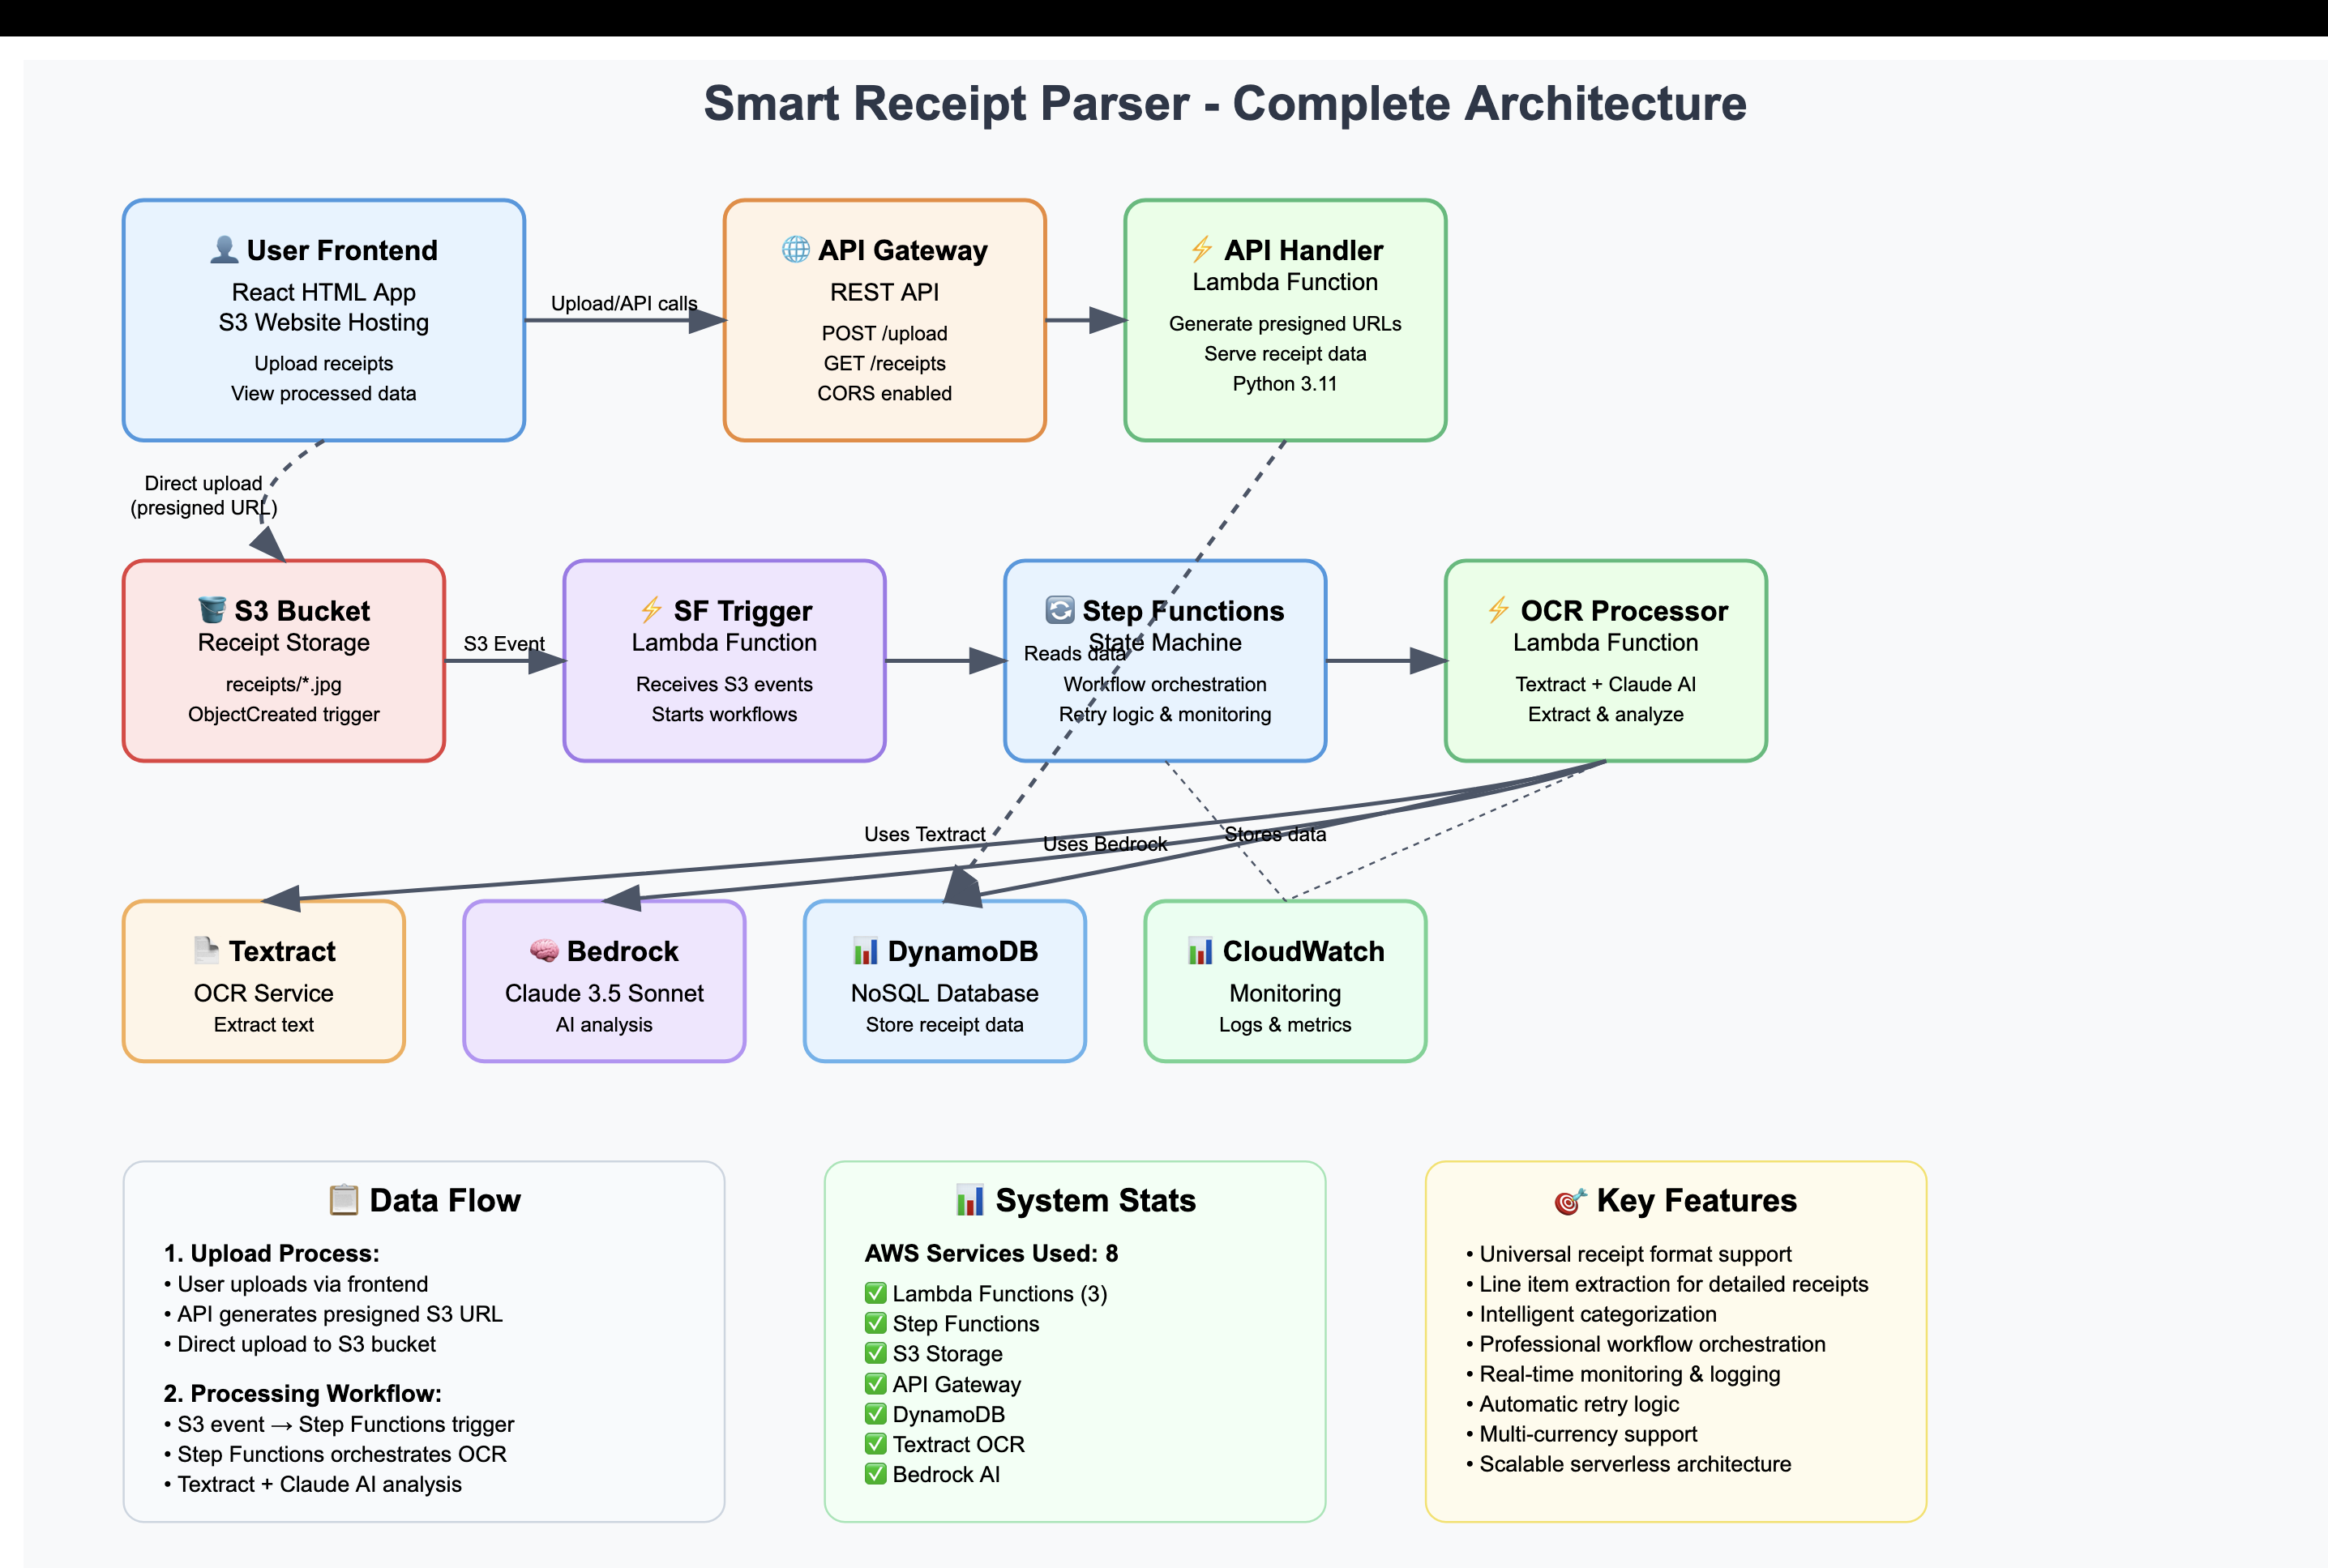 Smart Receipt Parser - Complete Architecture
👤 User Frontend
React HTML App
S3 Website Hosting
Upload receipts
View processed data
Upload/API calls
🌐 API Gateway
REST API
POST /upload
GET /receipts
CORS enabled
⚡ API Handler
Lambda Function
Generate presigned URLs
Serve receipt data
Python 3.11
Direct upload
(presigned URL)
🪣 S3 Bucket
Receipt Storage
receipts/*.jpg
ObjectCreated trigger
S3 Event
⚡ SF Trigger
Lambda Function
Receives S3 events
Starts workflows
🔄 Step Functions
State Machine
Reads data
Workflow orchestration
Retry logic & monitoring
⚡ OCR Processor
Lambda Function
Textract + Claude AI
Extract & analyze
Uses Textract
Uses Bedrock
Stores data
📄 Textract
OCR Service
Extract text
🧠 Bedrock
Claude 3.5 Sonnet
AI analysis
📊 DynamoDB
NoSQL Database
Store receipt data
📊 CloudWatch
Monitoring
Logs & metrics
📋 Data Flow
1. Upload Process:
• User uploads via frontend
• API generates presigned S3 URL
• Direct upload to S3 bucket
2. Processing Workflow:
• S3 event → Step Functions trigger
• Step Functions orchestrates OCR
• Textract + Claude AI analysis
📊 System Stats
AWS Services Used: 8
✅ Lambda Functions (3)
✅ Step Functions
✅ S3 Storage
✅ API Gateway
✅ DynamoDB
✅ Textract OCR
✅ Bedrock AI
🎯 Key Features
• Universal receipt format support
• Line item extraction for detailed receipts
• Intelligent categorization
• Professional workflow orchestration
• Real-time monitoring & logging
• Automatic retry logic
• Multi-currency support
• Scalable serverless architecture